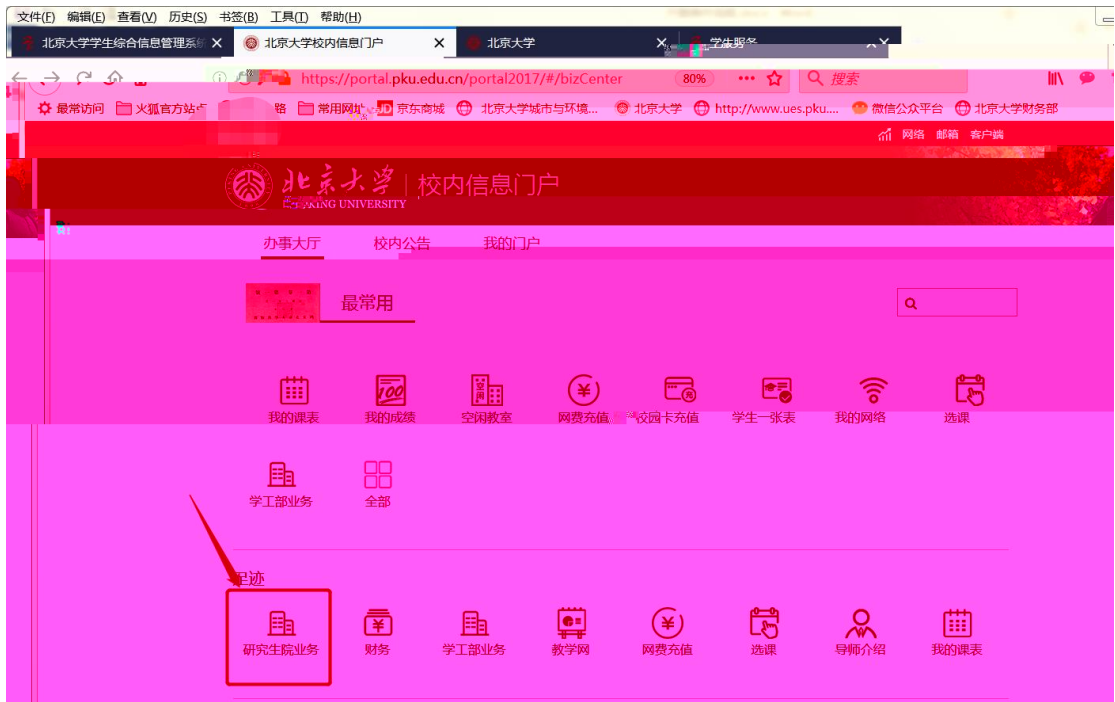 文件(F) 编辑(E) 查看(V) 历史(S) 书签(B) 工具(T) 帮助(H)
北京大学学生综合信息管理系统 北京大学校内信息门户 北京大学 学生服务
https://portal.pku.edu.cn/portal2017/#/bizCenter 80% 搜索
最常访问 火狐官方站点 常用网址 JD 京东商城 北京大学城市与环境... 北京大学 http://www.ues.pku.... 微信公众平台 北京大学财务部
网络 邮箱 客户端
北京大学 校内信息门户
PEKING UNIVERSITY
办事大厅 校内公告 我的门户
最常用
我的课表 我的成绩 空闲教室 网费充值 校园卡充值 学生一张表 我的网络 选课
学工部业务 全部
足迹
研究生院业务 财务 学工部业务 教学网 网费充值 选课 导师介绍 我的课表